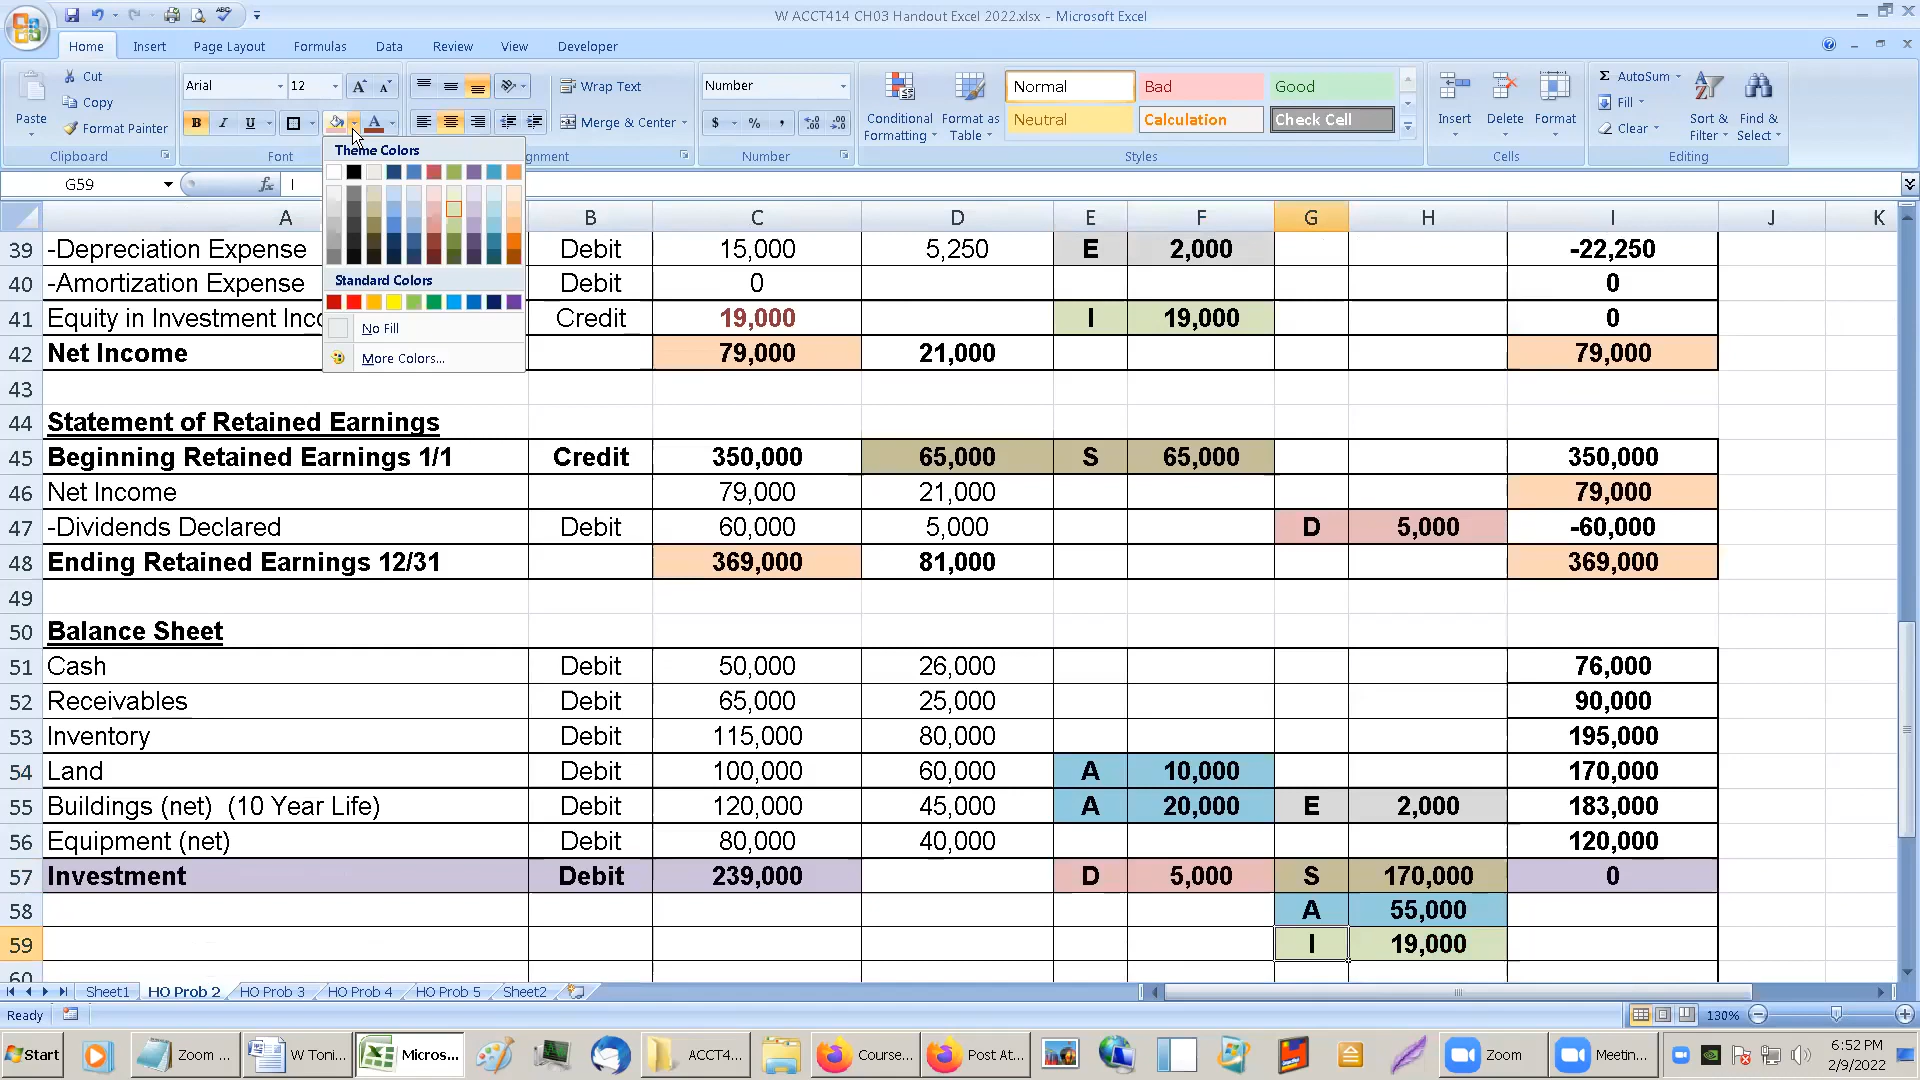 W ACCT414 CH03 Handout Excel 2022.xlsx - Microsoft Excel
Home Insert Page Layout Formulas Data Review View Developer
Paste
Cut
Copy
Format Painter
Clipboard
Arial 12
B I U A
Font
Wrap Text
Merge & Center
gnment
Number
$ % ,
Number
Conditional Formatting
Format as Table
Normal Bad Good
Neutral Calculation Check Cell
Styles
Insert Delete Format
Cells
Σ AutoSum
Fill
Clear
Sort & Filter
Find & Select
Editing
G59 fx I
Theme Colors
Standard Colors
No Fill
More Colors...
A B C D E F G H I J K
39 -Depreciation Expense Debit 15,000 5,250 E 2,000 -22,250
40 -Amortization Expense Debit 0 0
41 Equity in Investment Inc Credit 19,000 I 19,000 0
42 Net Income 79,000 21,000 79,000
43
44 Statement of Retained Earnings
45 Beginning Retained Earnings 1/1 Credit 350,000 65,000 S 65,000 350,000
46 Net Income 79,000 21,000 79,000
47 -Dividends Declared Debit 60,000 5,000 D 5,000 -60,000
48 Ending Retained Earnings 12/31 369,000 81,000 369,000
49
50 Balance Sheet
51 Cash Debit 50,000 26,000 76,000
52 Receivables Debit 65,000 25,000 90,000
53 Inventory Debit 115,000 80,000 195,000
54 Land Debit 100,000 60,000 A 10,000 170,000
55 Buildings (net) (10 Year Life) Debit 120,000 45,000 A 20,000 E 2,000 183,000
56 Equipment (net) Debit 80,000 40,000 120,000
57 Investment Debit 239,000 D 5,000 S 170,000 0
58 A 55,000
59 I 19,000
60
Sheet1 HO Prob 2 HO Prob 3 HO Prob 4 HO Prob 5 Sheet2
Ready 130%
Start Zoom ... W Toni... Micros... ACCT4... Course... Post At... Zoom Meetin... 6:52 PM
2/9/2022